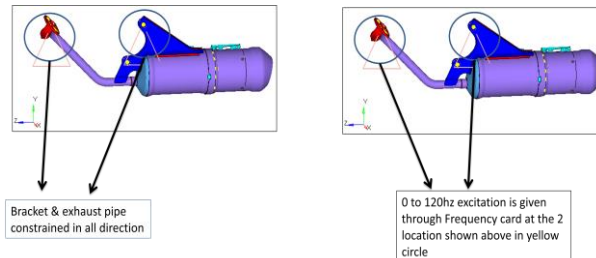 Y
Z
X
Y
Z
X
Bracket & exhaust pipe
constrained in all direction
0 to 120hz excitation is given
through Frequency card at the 2
location shown above in yellow
circle